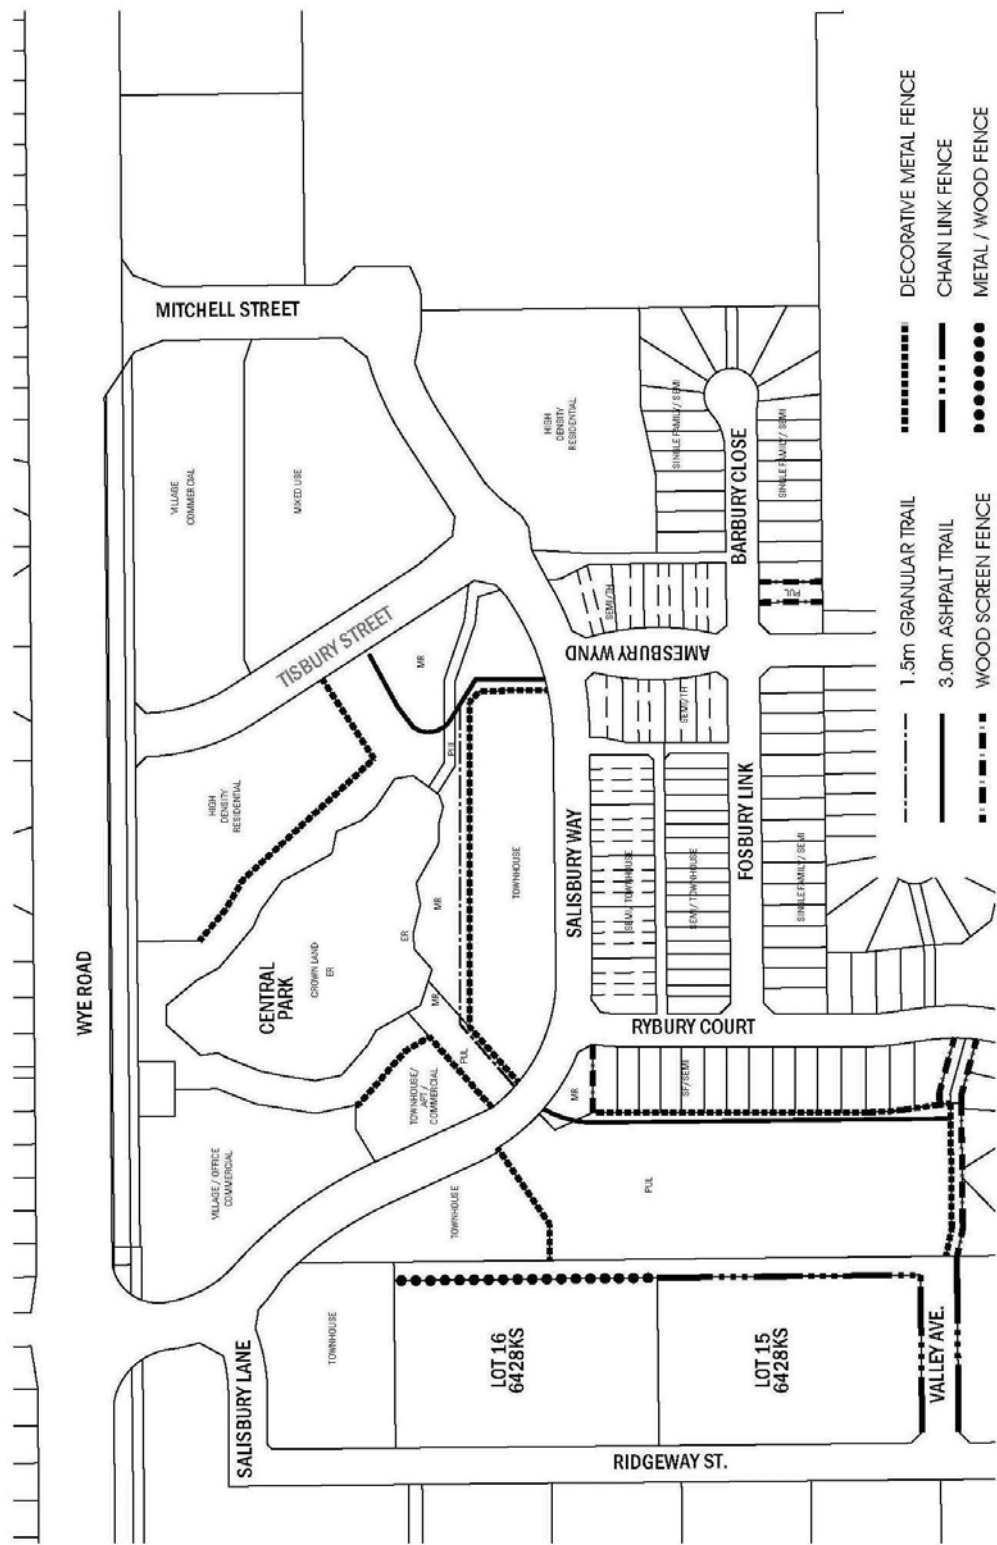 MITCHELL STREET
VILLAGE
COMMERCIAL
MIXED USE
HIGH
DENSITY
RESIDENTIAL
SINGLE FAMILY / SEMI
BARBURY CLOSE
SINGLE FAMILY / SEMI
DECORATIVE METAL FENCE
CHAIN LINK FENCE
METAL / WOOD FENCE
TISBURY STREET
MR
SEMI/TH
PUL
AMESBURY WYND
SEMI/TH
1.5m GRANULAR TRAIL
3.0m ASHPALT TRAIL
WOOD SCREEN FENCE
WYE ROAD
HIGH
DENSITY
RESIDENTIAL
PUL
CENTRAL
PARK
CROWN LAND
ER
ER
MR
MR
TOWNHOUSE
SALISBURY WAY
SEMI / TOWNHOUSE
SEMI / TOWNHOUSE
FOSBURY LINK
SINGLE FAMILY / SEMI
RYBURY COURT
PUL
TOWNHOUSE/
APT /
COMMERCIAL
MR
SF/SEMI
VILLAGE / OFFICE
COMMERCIAL
TOWNHOUSE
PUL
SALISBURY LANE
TOWNHOUSE
LOT 16
6428KS
LOT 15
6428KS
VALLEY AVE.
RIDGEWAY ST.